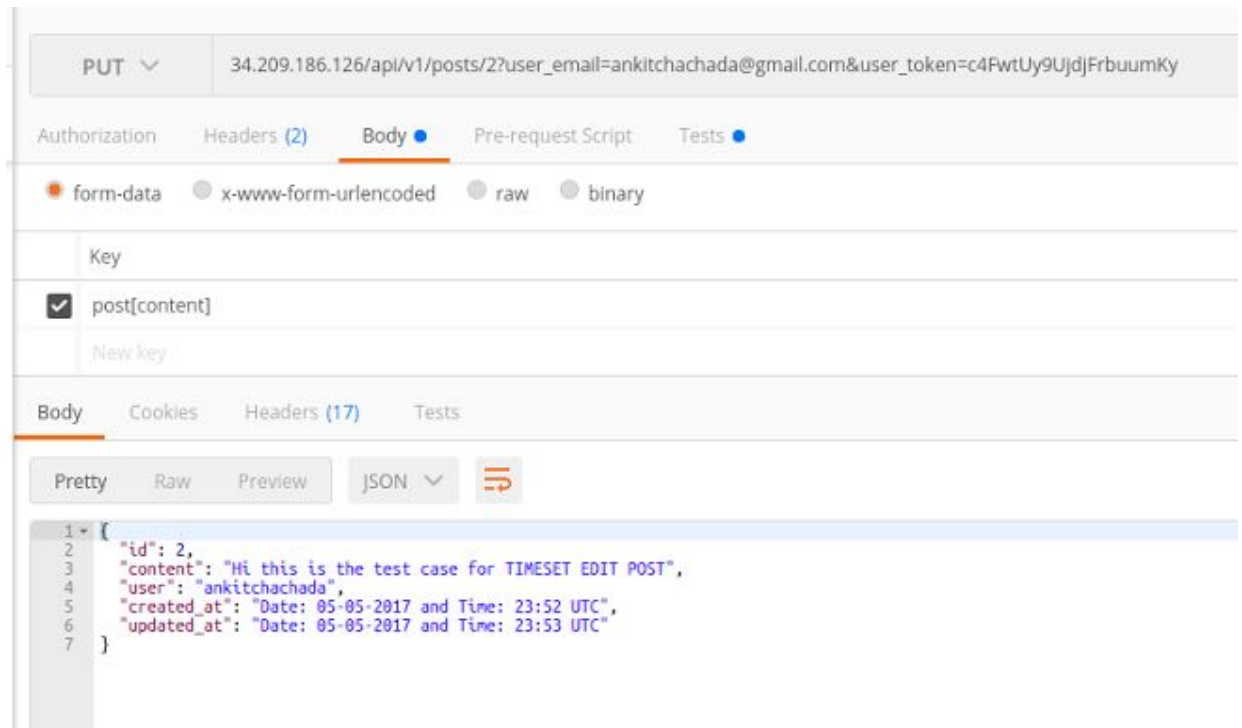 PUT 34.209.186.126/api/v1/posts/2?user_email=ankitchachada@gmail.com&user_token=c4FwtUy9UjdjFrbuumKy
Authorization Headers (2) Body Pre-request Script Tests
form-data x-www-form-urlencoded raw binary
Key
post[content]
New key
Body Cookies Headers (17) Tests
Pretty Raw Preview JSON
1 {
2 "id": 2,
3 "content": "Hi this is the test case for TIMESET EDIT POST",
4 "user": "ankitchachada",
5 "created_at": "Date: 05-05-2017 and Time: 23:52 UTC",
6 "updated_at": "Date: 05-05-2017 and Time: 23:53 UTC"
7 }